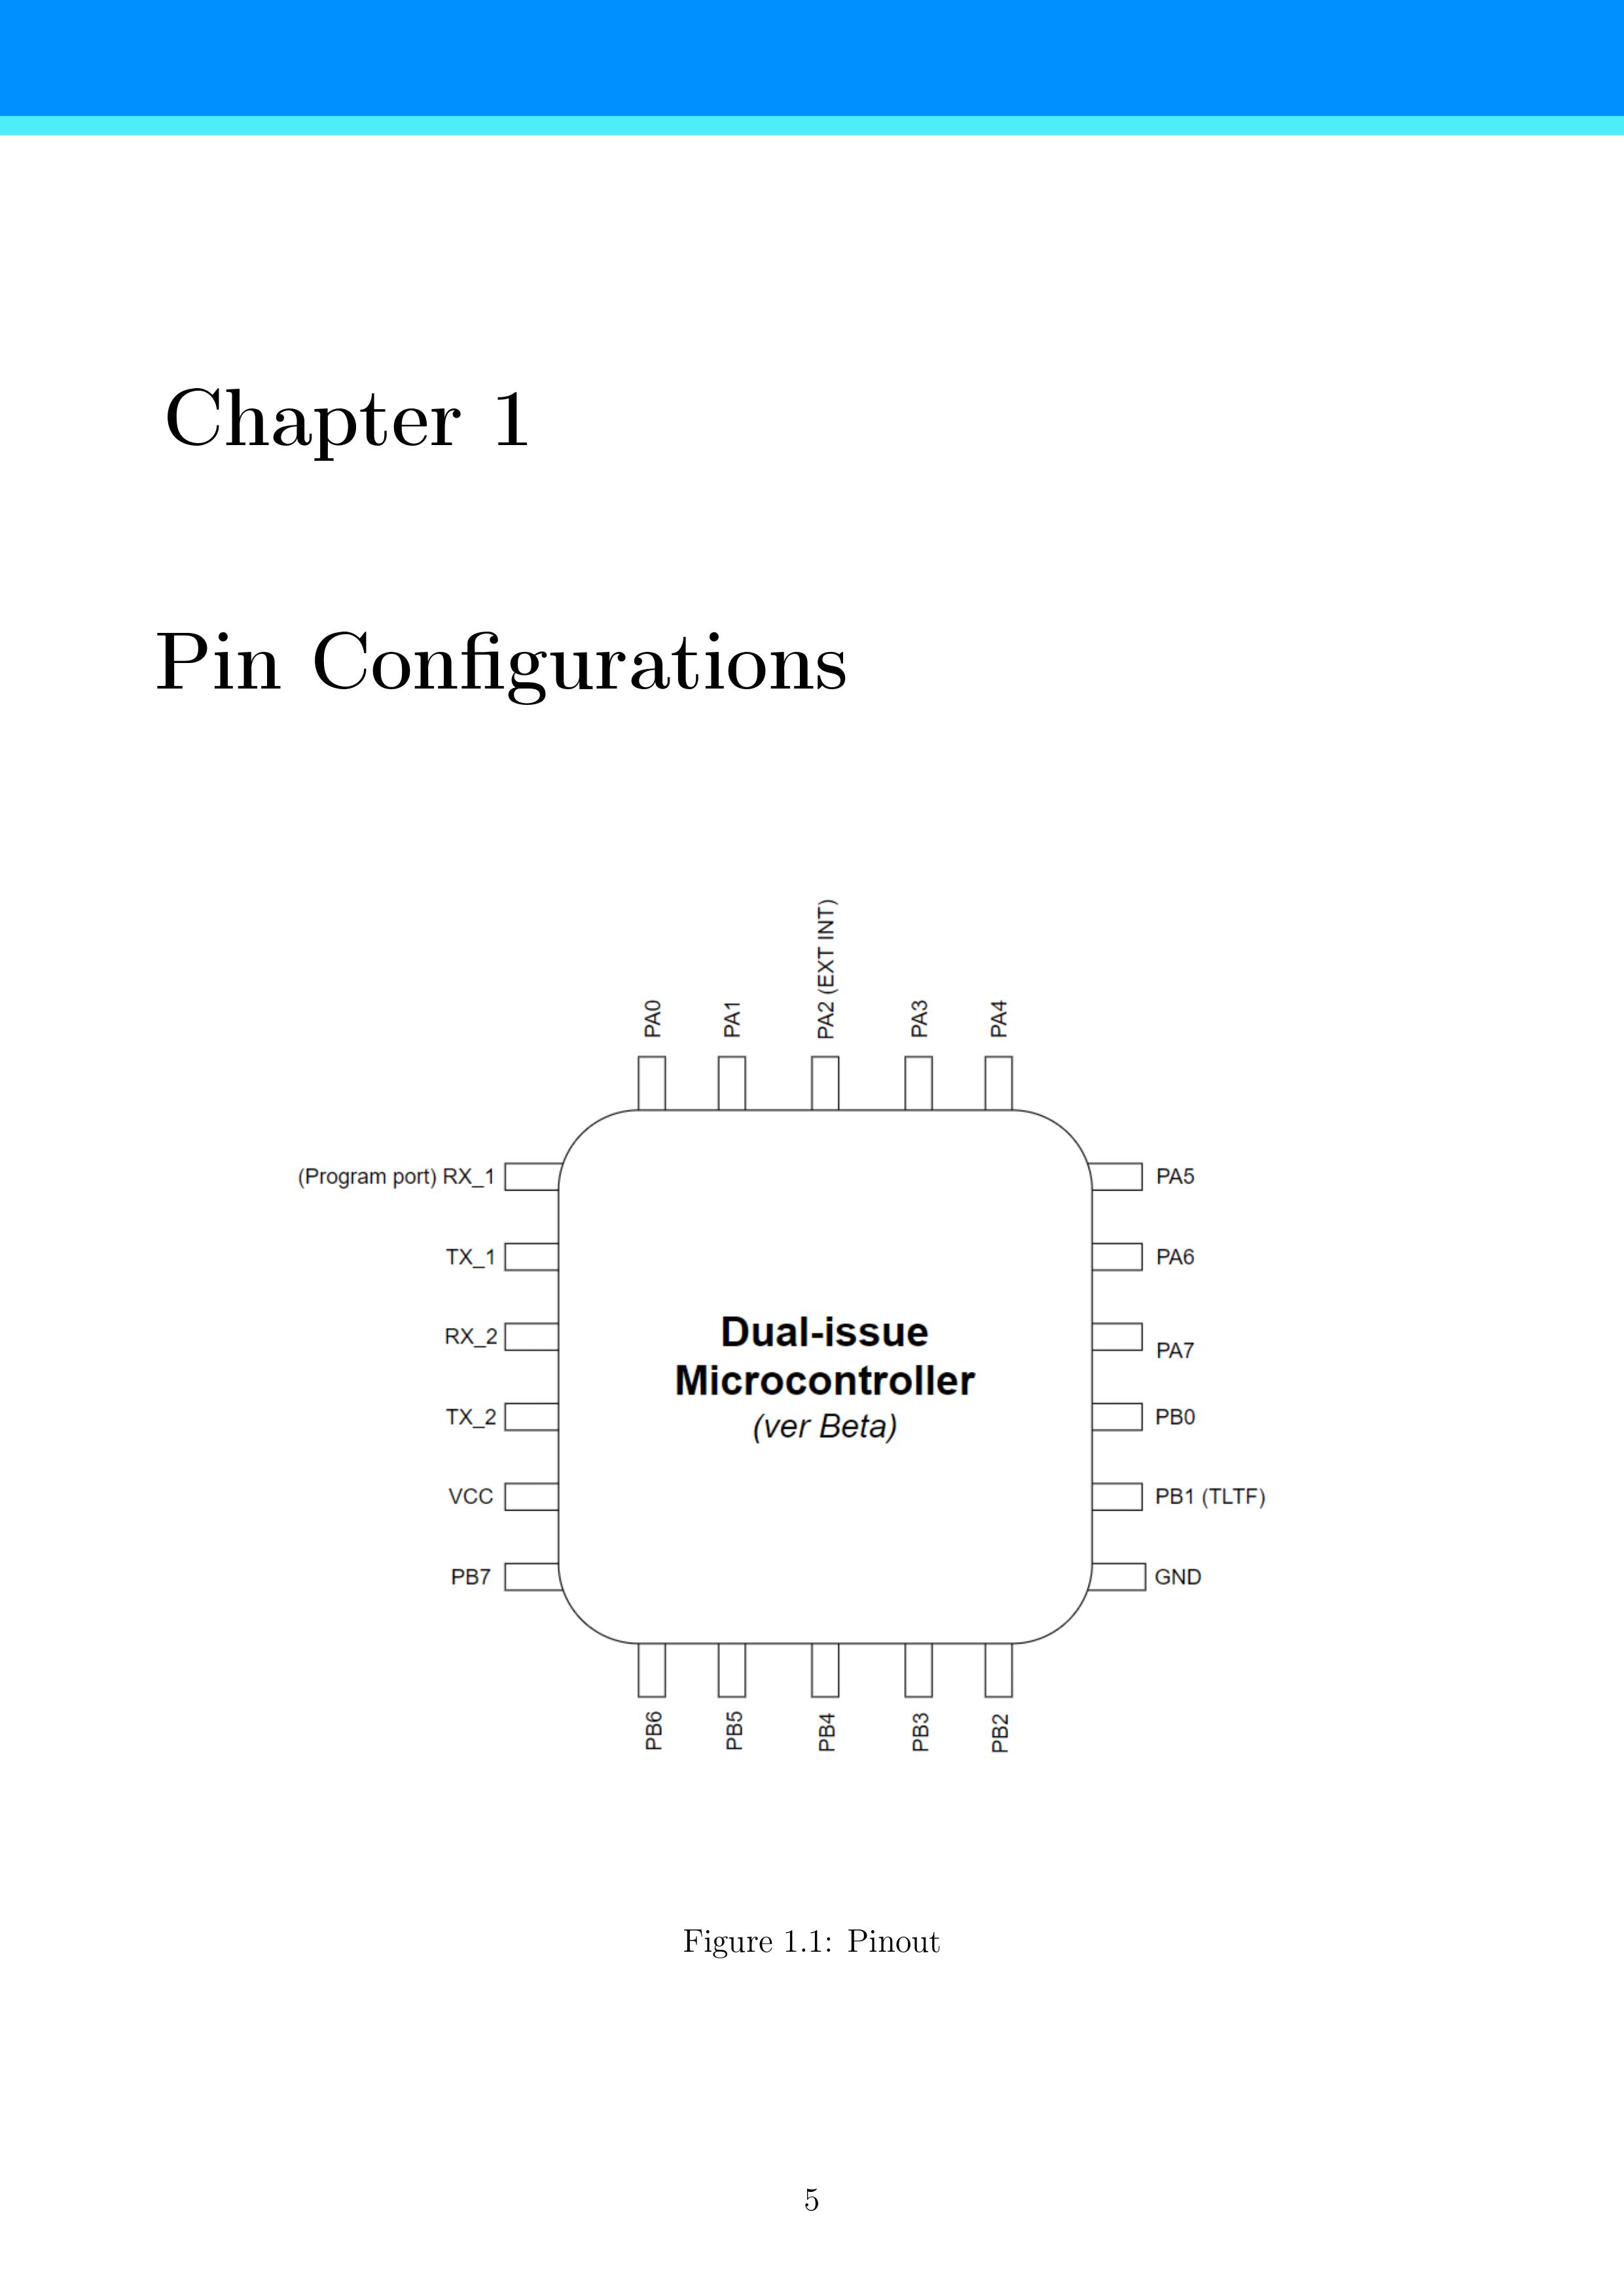 Chapter 1
Pin Configurations
PA0
PA1
PA2 (EXT INT)
PA3
PA4
(Program port) RX_1
TX_1
RX_2
TX_2
VCC
PB7
Dual-issue
Microcontroller
(ver Beta)
PA5
PA6
PA7
PB0
PB1 (TLTF)
GND
PB6
PB5
PB4
PB3
PB2
Figure 1.1: Pinout
5